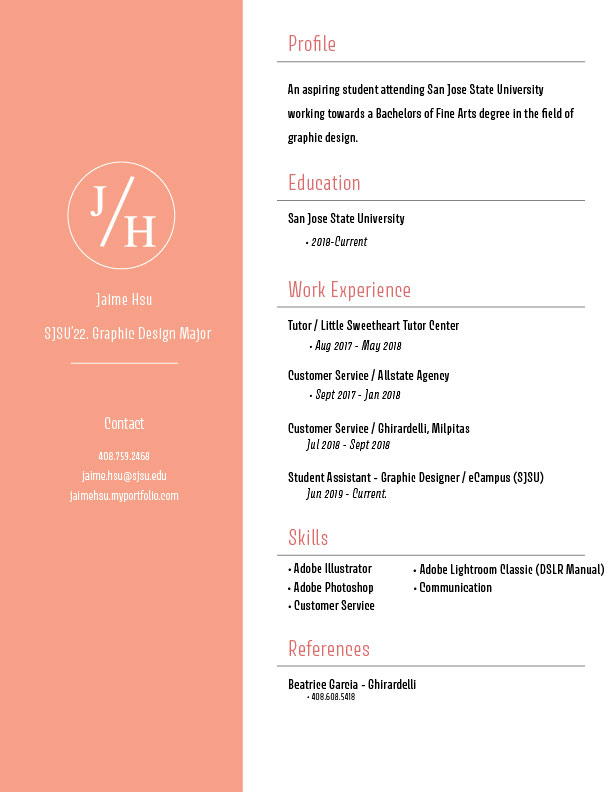 J/H
Jaime Hsu
SJSU'22. Graphic Design Major
Contact
408.759.2468
jaime.hsu@sjsu.edu
jaimehsu.myportfolio.com
Profile
An aspiring student attending San Jose State University
working towards a Bachelors of Fine Arts degree in the field of
graphic design.
Education
San Jose State University
• 2018-Current
Work Experience
Tutor / Little Sweetheart Tutor Center
• Aug 2017 - May 2018
Customer Service / Allstate Agency
• Sept 2017 - Jan 2018
Customer Service / Ghirardelli, Milpitas
Jul 2018 - Sept 2018
Student Assistant - Graphic Designer / eCampus (SJSU)
Jun 2019 - Current.
Skills
• Adobe Illustrator
• Adobe Photoshop
• Customer Service
• Adobe Lightroom Classic (DSLR Manual)
• Communication
References
Beatrice Garcia - Ghirardelli
• 408.608.5418